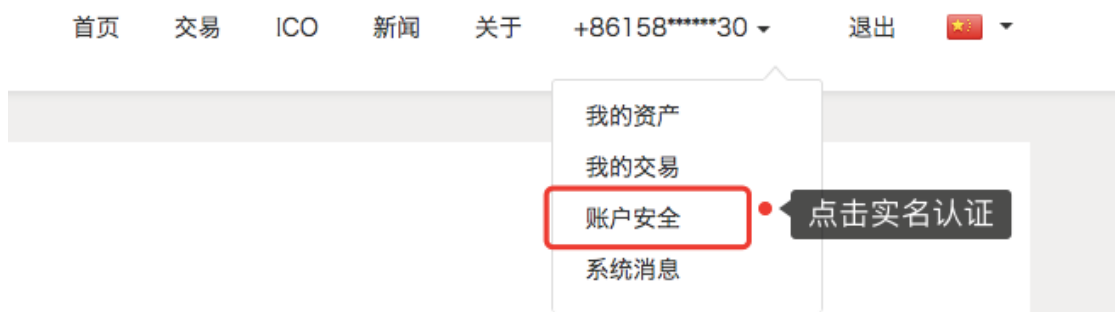 首页 交易 ICO 新闻 关于 +86158******30 退出
我的资产
我的交易
账户安全
点击实名认证
系统消息